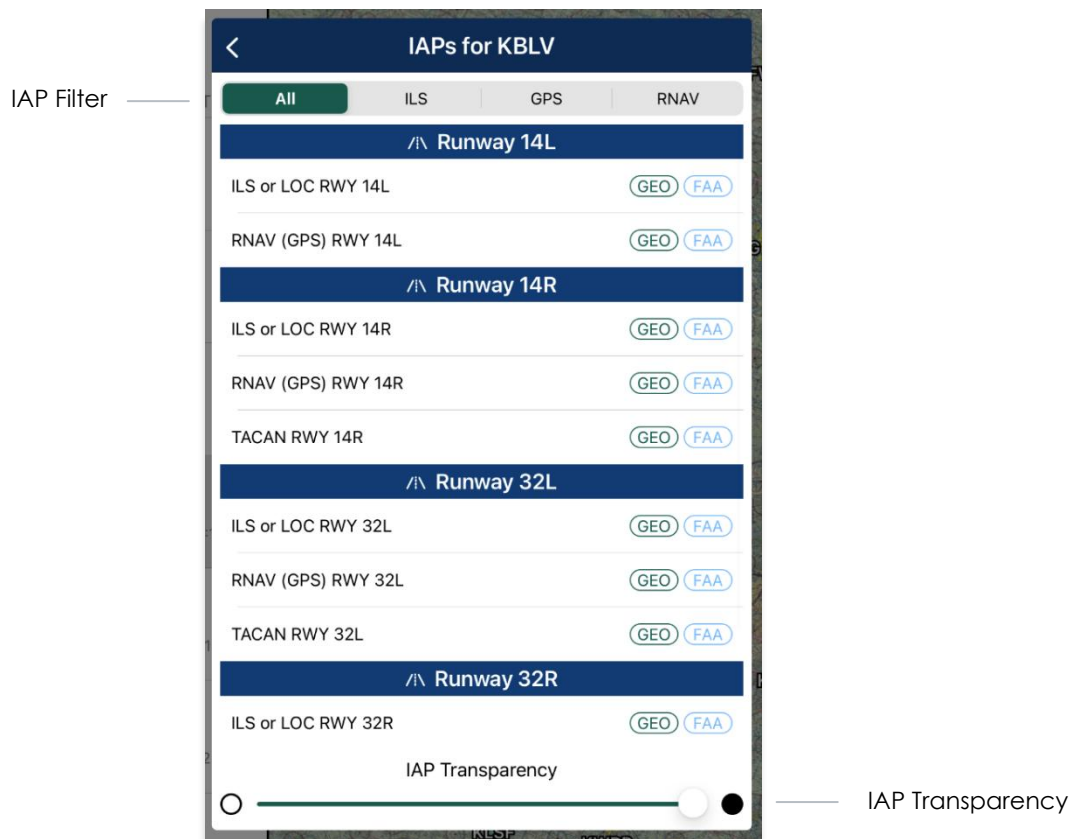 IAPs for KBLV
IAP Filter
All ILS GPS RNAV
Runway 14L
ILS or LOC RWY 14L GEO FAA
RNAV (GPS) RWY 14L GEO FAA
Runway 14R
ILS or LOC RWY 14R GEO FAA
RNAV (GPS) RWY 14R GEO FAA
TACAN RWY 14R GEO FAA
Runway 32L
ILS or LOC RWY 32L GEO FAA
RNAV (GPS) RWY 32L GEO FAA
TACAN RWY 32L GEO FAA
Runway 32R
ILS or LOC RWY 32R GEO FAA
IAP Transparency
IAP Transparency